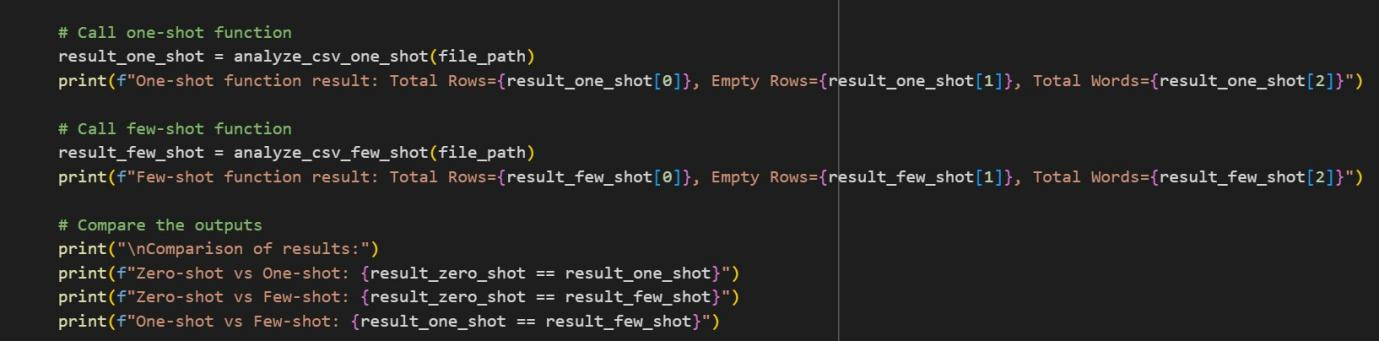 # Call one-shot function
result_one_shot = analyze_csv_one_shot(file_path)
print(f"One-shot function result: Total Rows={result_one_shot[0]}, Empty Rows={result_one_shot[1]}, Total Words={result_one_shot[2]}")
# Call few-shot function
result_few_shot = analyze_csv_few_shot(file_path)
print(f"Few-shot function result: Total Rows={result_few_shot[0]}, Empty Rows={result_few_shot[1]}, Total Words={result_few_shot[2]}")
# Compare the outputs
print("\nComparison of results:")
print(f"Zero-shot vs One-shot: {result_zero_shot == result_one_shot}")
print(f"Zero-shot vs Few-shot: {result_zero_shot == result_few_shot}")
print(f"One-shot vs Few-shot: {result_one_shot == result_few_shot}")